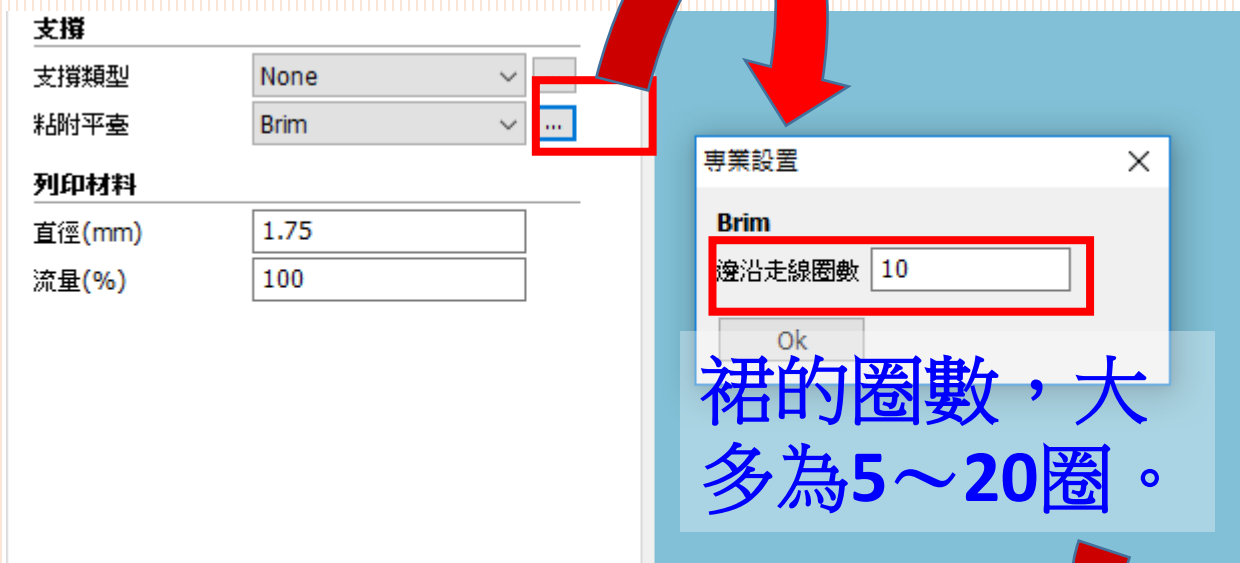 支撐
支撐類型 None
粘附平臺 Brim ...
列印材料
直徑(mm) 1.75
流量(%) 100
專業設置
Brim
邊沿走線圈數 10
Ok
裙的圈數，大
多為5～20圈。